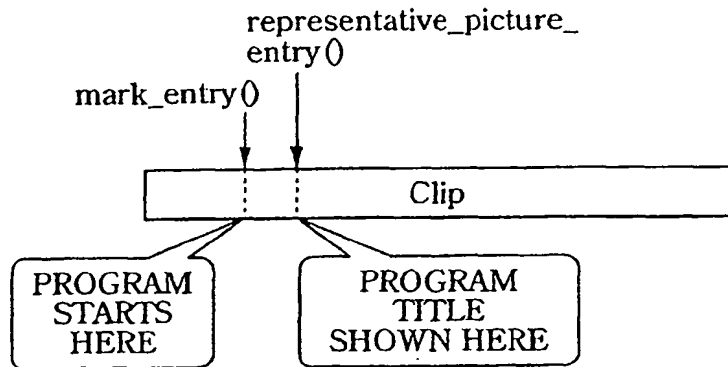 representative_picture_
entry()
mark_entry()
Clip
PROGRAM
STARTS
HERE
PROGRAM
TITLE
SHOWN HERE